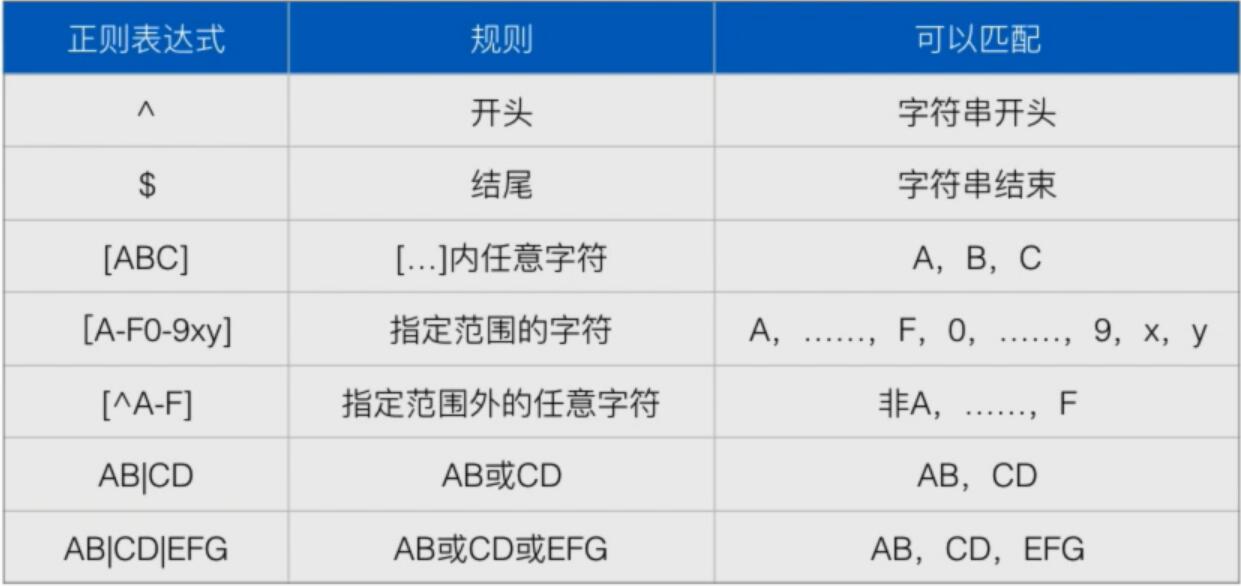 正则表达式 规则 可以匹配
^ 开头 字符串开头
$ 结尾 字符串结束
[ABC] […]内任意字符 A，B，C
[A-F0-9xy] 指定范围的字符 A，……，F，0，……，9，x，y
[^A-F] 指定范围外的任意字符 非A，……，F
AB|CD AB或CD AB，CD
AB|CD|EFG AB或CD或EFG AB，CD，EFG